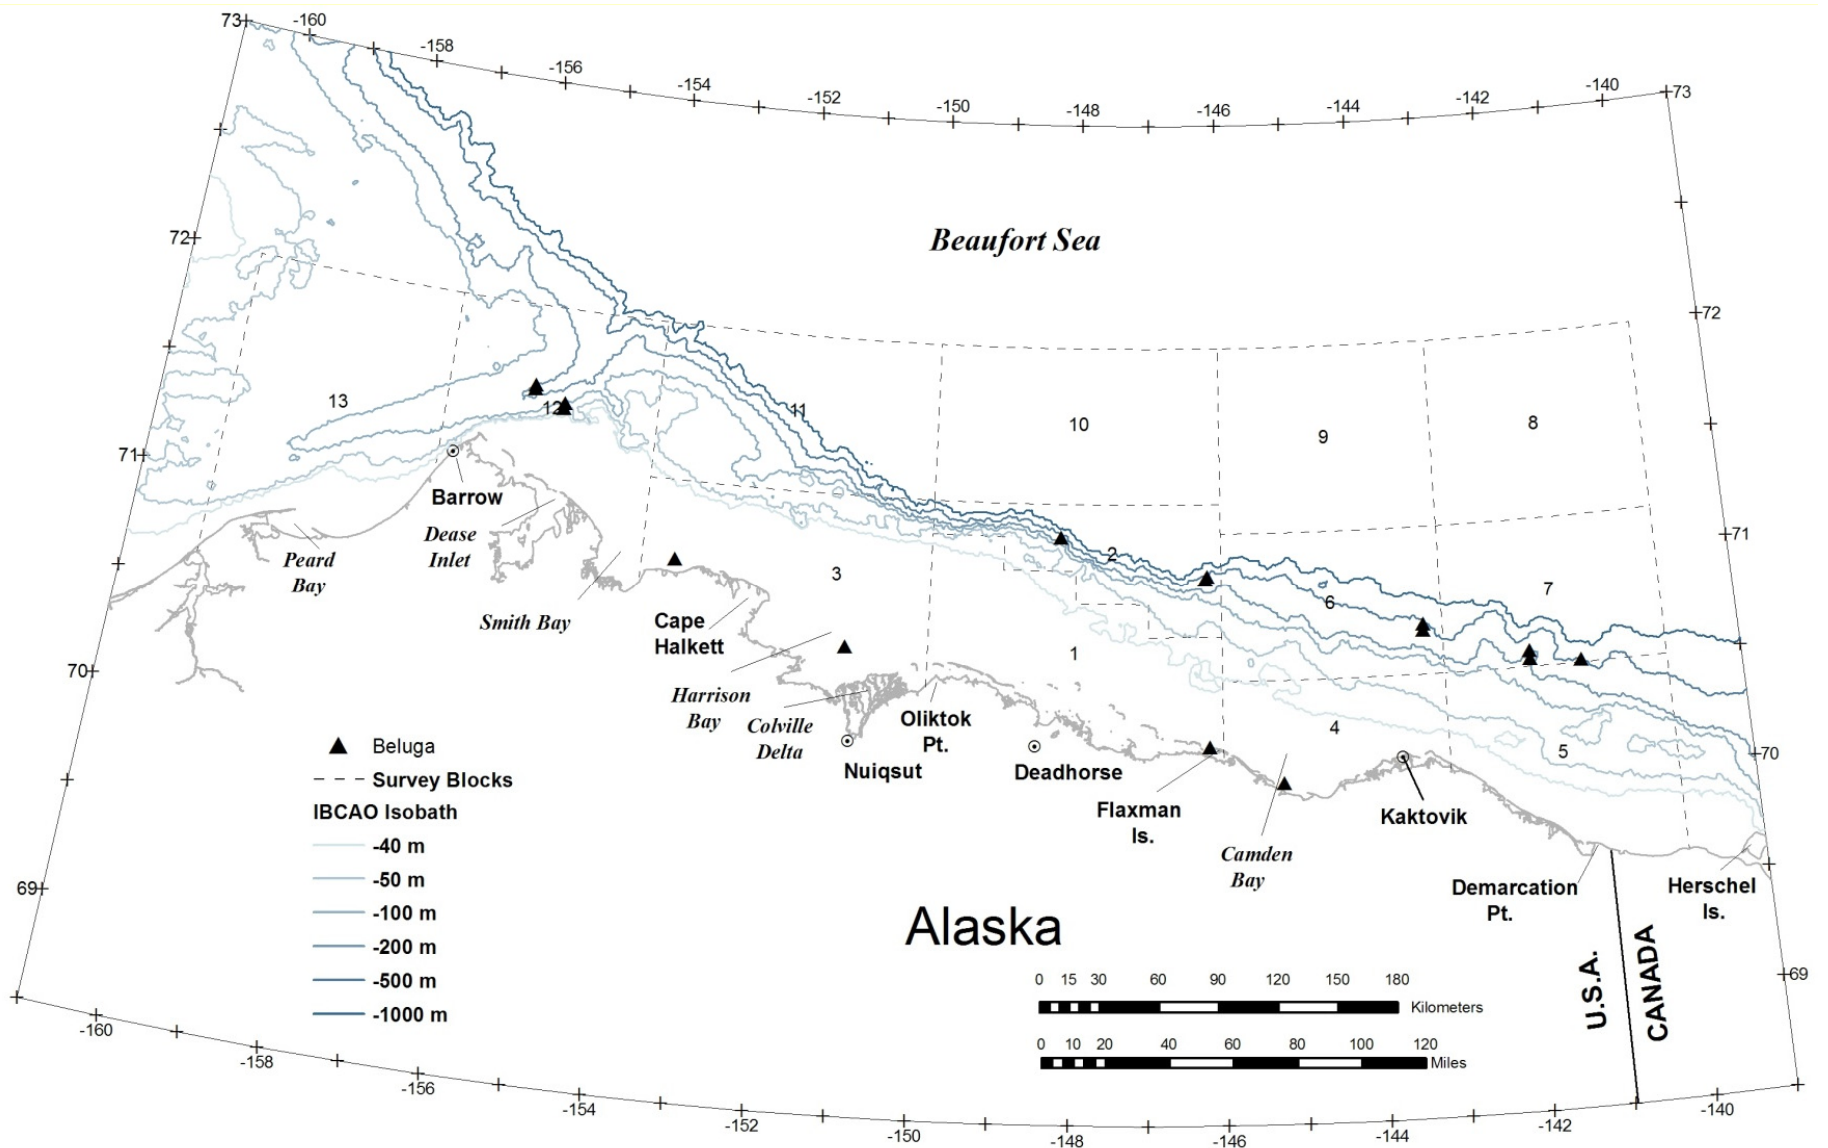 73
-160
-158
-156
-154
-152
-150
-148
-146
-144
-142
-140
73
72
Beaufort Sea
72
13
12
11
10
9
8
71
Barrow
Dease
Inlet
Peard
Bay
Smith Bay
3
2
6
7
71
Cape
Halkett
1
70
Harrison
Bay
Colville
Delta
Oliktok
Pt.
4
5
70
Nuiqsut
Deadhorse
Flaxman
Is.
Kaktovik
Camden
Bay
Demarcation
Pt.
Herschel
Is.
Beluga
Survey Blocks
IBCAO Isobath
-40 m
-50 m
-100 m
-200 m
-500 m
-1000 m
69
Alaska
U.S.A.
CANADA
69
0 15 30 60 90 120 150 180
Kilometers
0 10 20 40 60 80 100 120
Miles
-160
-158
-156
-154
-152
-150
-148
-146
-144
-142
-140